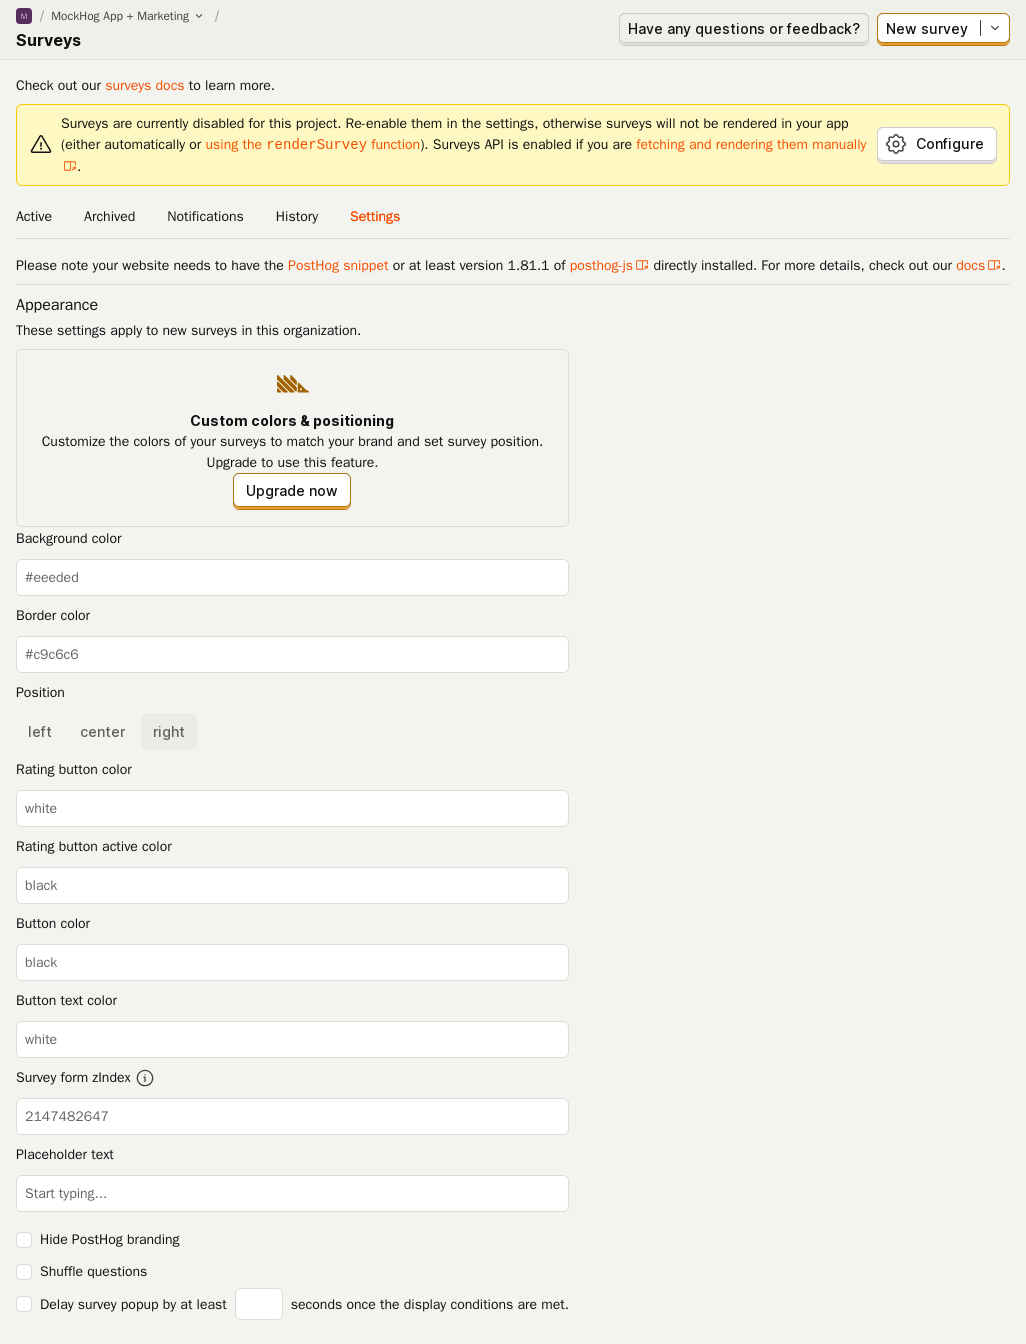 M / MockHog App + Marketing /
Surveys
Have any questions or feedback?
New survey
Check out our surveys docs to learn more.
Surveys are currently disabled for this project. Re-enable them in the settings, otherwise surveys will not be rendered in your app
(either automatically or using the renderSurvey function). Surveys API is enabled if you are fetching and rendering them manually
.
Configure
Active Archived Notifications History Settings
Please note your website needs to have the PostHog snippet or at least version 1.81.1 of posthog-js directly installed. For more details, check out our docs.
Appearance
These settings apply to new surveys in this organization.
Custom colors & positioning
Customize the colors of your surveys to match your brand and set survey position.
Upgrade to use this feature.
Upgrade now
Background color
#eeeded
Border color
#c9c6c6
Position
left center right
Rating button color
white
Rating button active color
black
Button color
black
Button text color
white
Survey form zIndex
2147482647
Placeholder text
Start typing...
Hide PostHog branding
Shuffle questions
Delay survey popup by at least seconds once the display conditions are met.